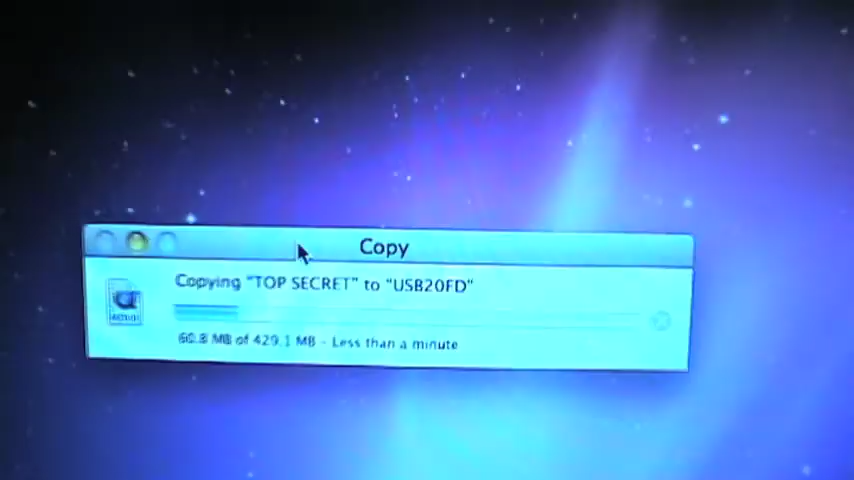 Copy
Copying "TOP SECRET" to "USB20FD"
60.8 MB of 429.1 MB - Less than a minute